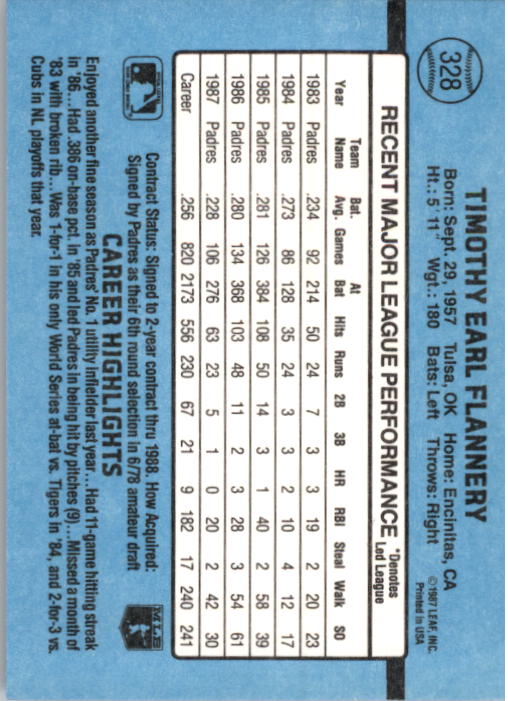 328
TIMOTHY EARL FLANNERY
Born: Sept. 29, 1957 Tulsa, OK Home: Encinitas, CA
Ht.: 5' 11" Wgt.: 180 Bats: Left Throws: Right
©1987 LEAF, INC.
Printed in USA
RECENT MAJOR LEAGUE PERFORMANCE
*Denotes
Led League
Year Team Name Bat. Avg. Games At Bat Hits Runs 2B 3B HR RBI Steal Walk SO
1983 Padres .234 92 214 50 24 7 3 3 19 2 20 23
1984 Padres .273 86 128 35 24 3 3 2 10 4 12 17
1985 Padres .281 126 384 108 50 14 3 1 40 2 58 39
1986 Padres .280 134 368 103 48 11 2 3 28 3 54 61
1987 Padres .228 106 276 63 23 5 1 0 20 2 42 30
Career .256 820 2173 556 230 67 21 9 182 17 240 241
Contract Status: Signed to 2-year contract thru 1988. How Acquired:
Signed by Padres as their 6th round selection in 6/78 amateur draft
MLB
CAREER HIGHLIGHTS
Enjoyed another fine season as Padres' No. 1 utility infielder last year...Had 11-game hitting streak
in '86...Had .386 on-base pct. in '85 and led Padres in being hit by pitches (9)...Missed a month of
'83 with broken rib...Was 1-for-1 in his only World Series at-bat vs. Tigers in '84, and 2-for-3 vs.
Cubs in NL playoffs that year.